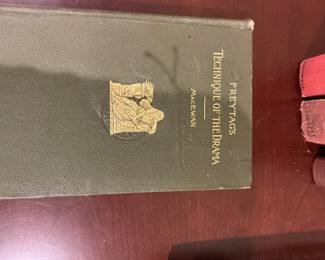 FREYTAG'S
TECHNIQUE OF THE DRAMA
MACEWAN